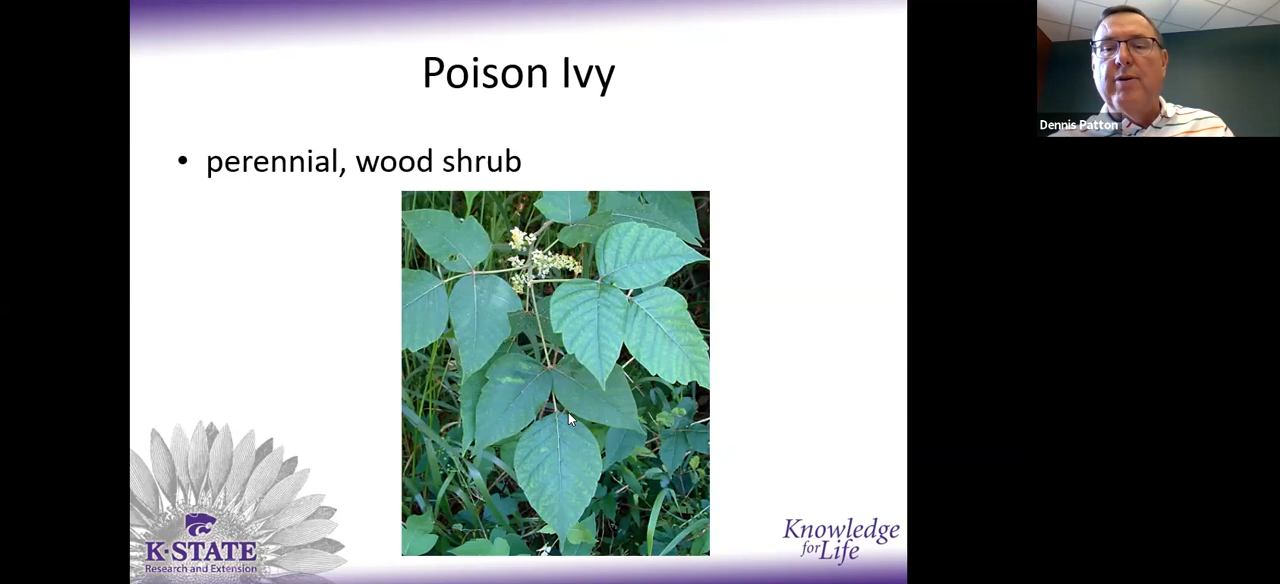 Poison Ivy
• perennial, wood shrub
K-STATE
Research and Extension
Knowledge
for Life
Dennis Patton